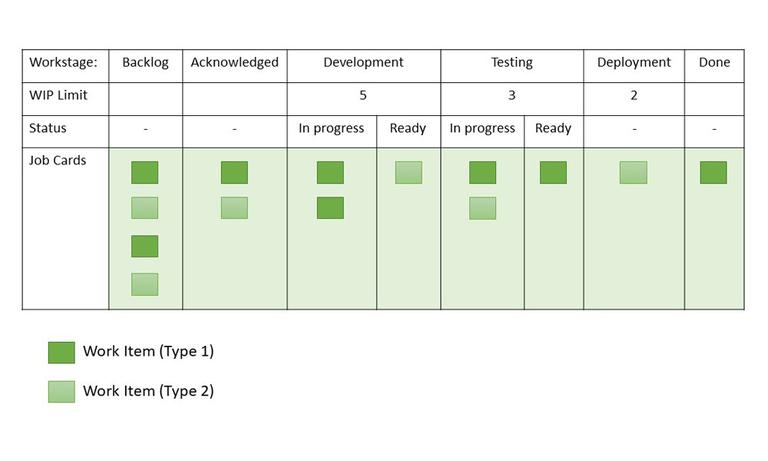 Workstage: Backlog Acknowledged Development Testing Deployment Done
WIP Limit 5 3 2
Status - - In progress Ready In progress Ready - -
Job Cards
Work Item (Type 1)
Work Item (Type 2)